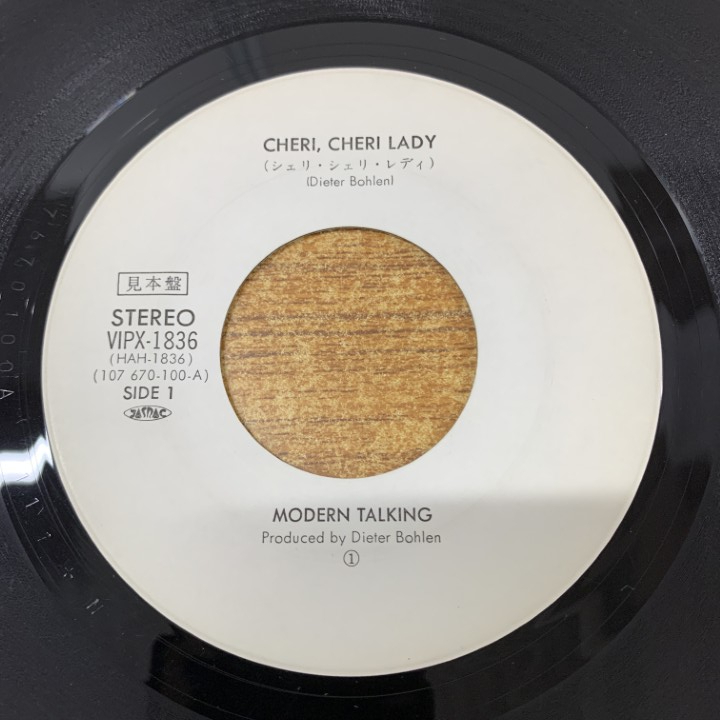 CHERI, CHERI LADY
(シェリ・シェリ・レディ)
(Dieter Bohlen)
見本盤
STEREO
VIPX-1836
(HAH-1836)
(107 670-100-A)
SIDE 1
JASRAC
MODERN TALKING
Produced by Dieter Bohlen
①